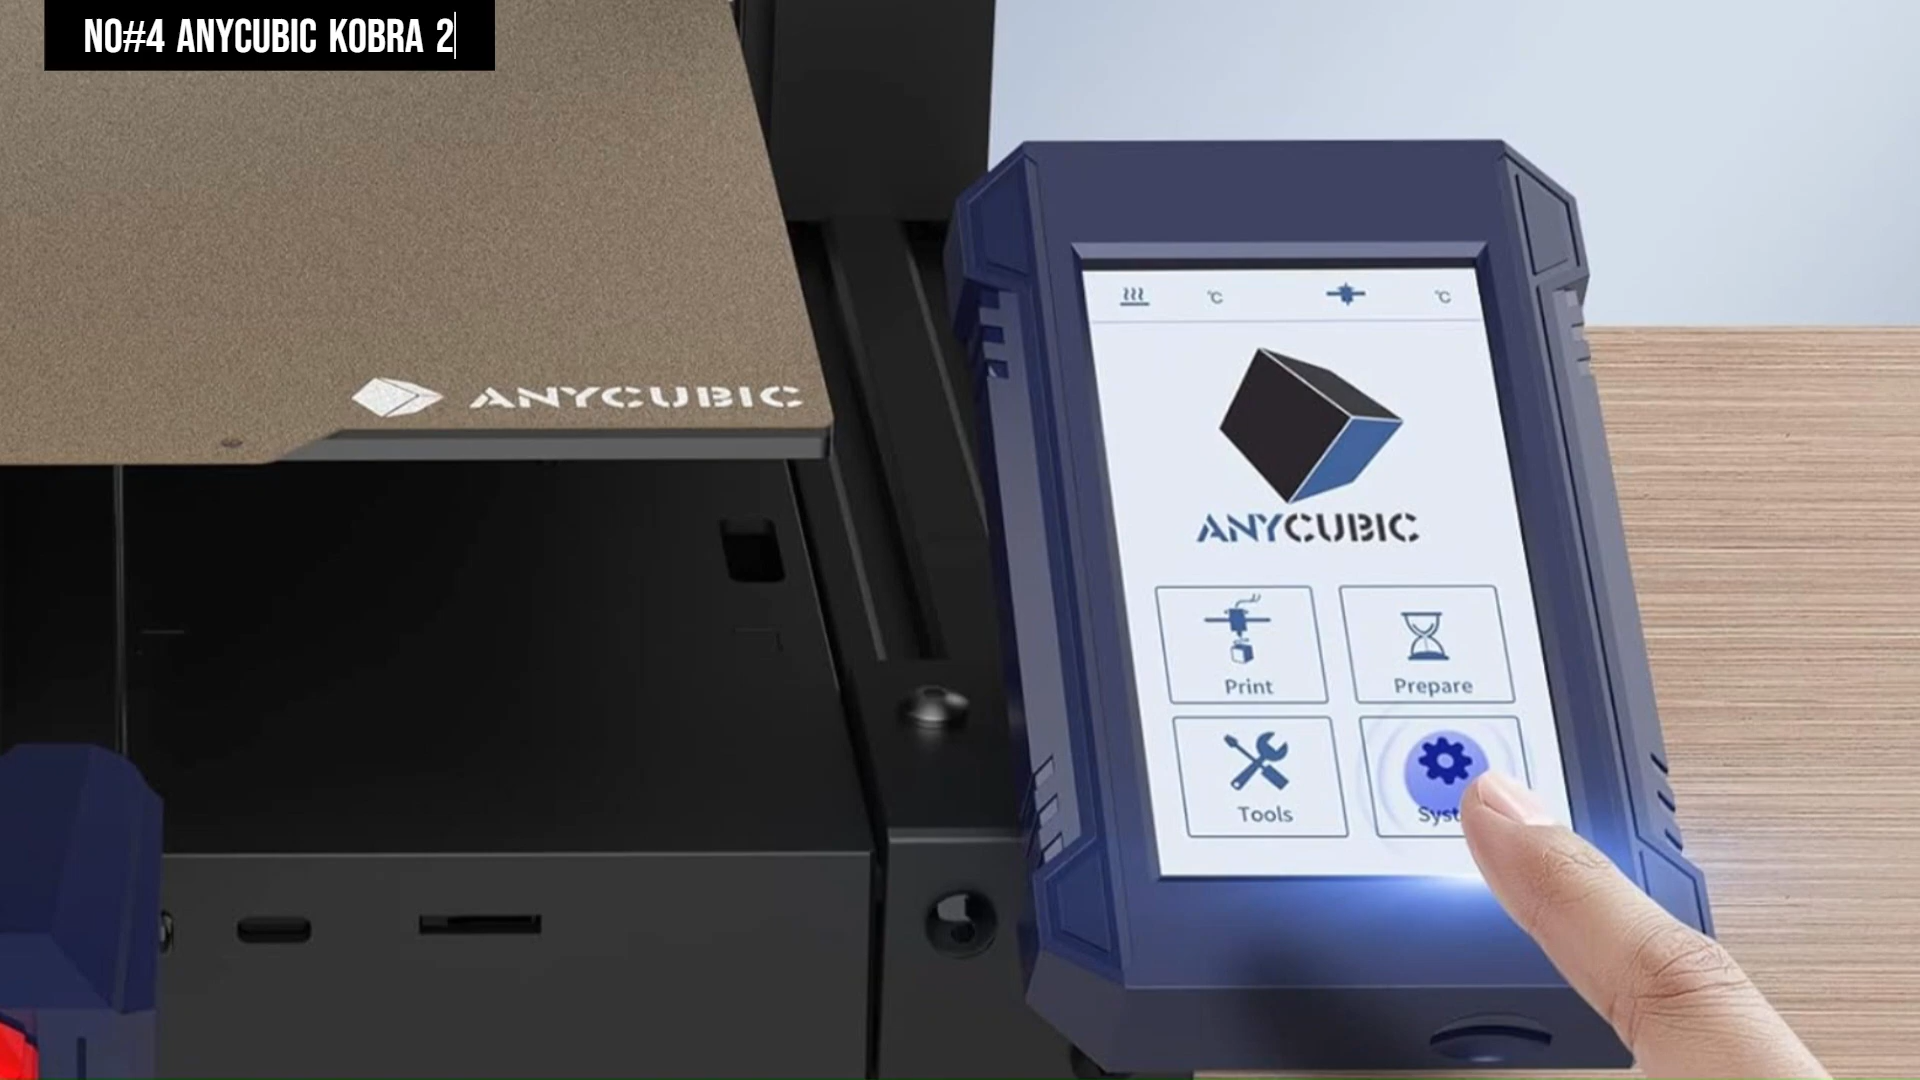 NO#4 ANYCUBIC KOBRA 2
ANYCUBIC
°C °C
ANYCUBIC
Print Prepare
Tools